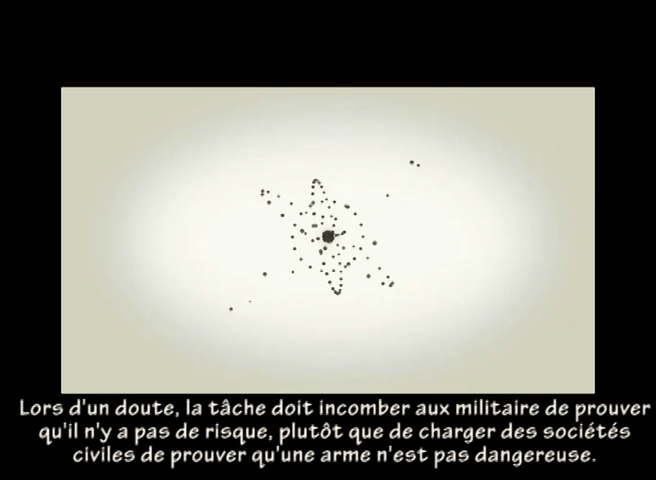 Lors d'un doute, la tâche doit incomber aux militaire de prouver
qu'il n'y a pas de risque, plutôt que de charger des sociétés
civiles de prouver qu'une arme n'est pas dangereuse.